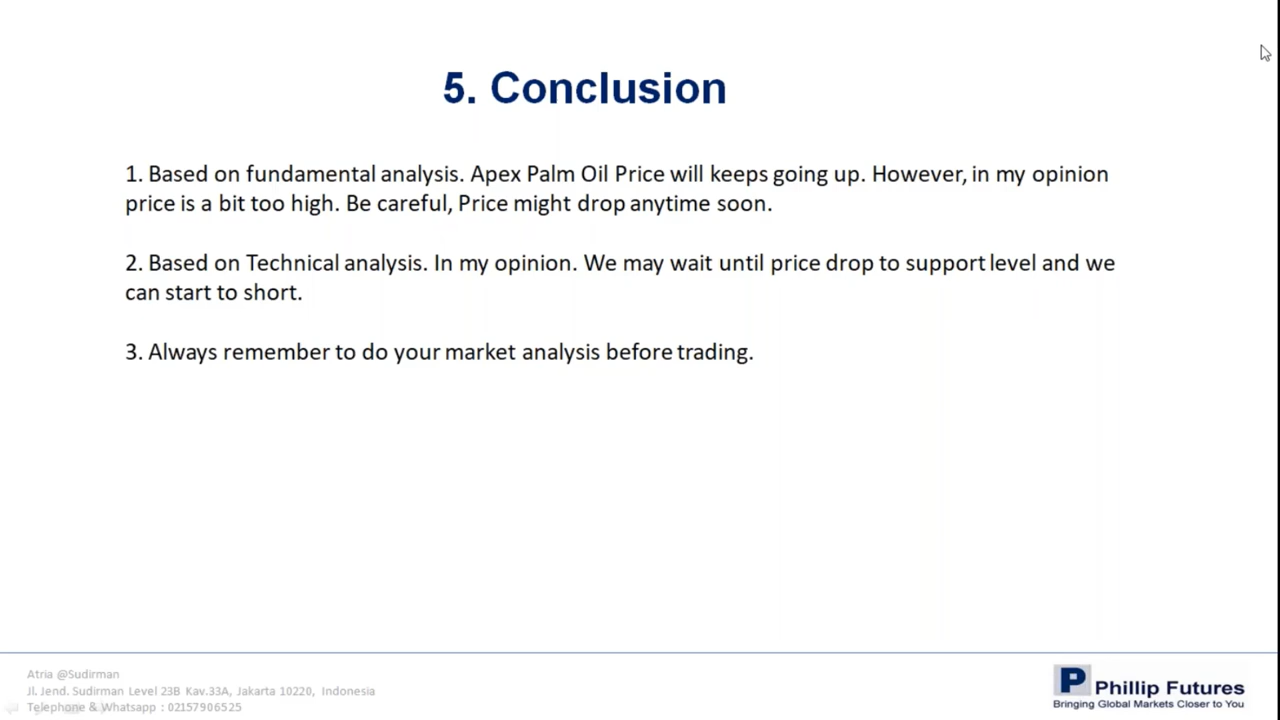 5. Conclusion
1. Based on fundamental analysis. Apex Palm Oil Price will keeps going up. However, in my opinion
price is a bit too high. Be careful, Price might drop anytime soon.
2. Based on Technical analysis. In my opinion. We may wait until price drop to support level and we
can start to short.
3. Always remember to do your market analysis before trading.
Atria @Sudirman
Jl. Jend. Sudirman Level 23B Kav.33A, Jakarta 10220, Indonesia
Telephone & Whatsapp : 02157906525
P Phillip Futures
Bringing Global Markets Closer to You